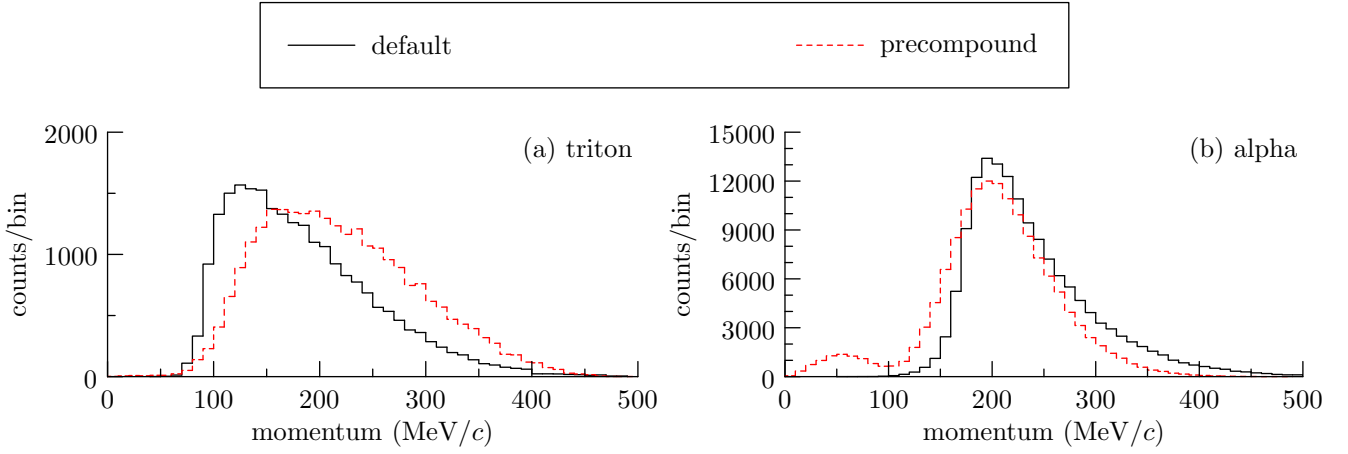 default
precompound
(a) triton
counts/bin
2000
1000
0
0 100 200 300 400 500
momentum (MeV/c)
(b) alpha
counts/bin
15000
12000
9000
6000
3000
0
0 100 200 300 400 500
momentum (MeV/c)